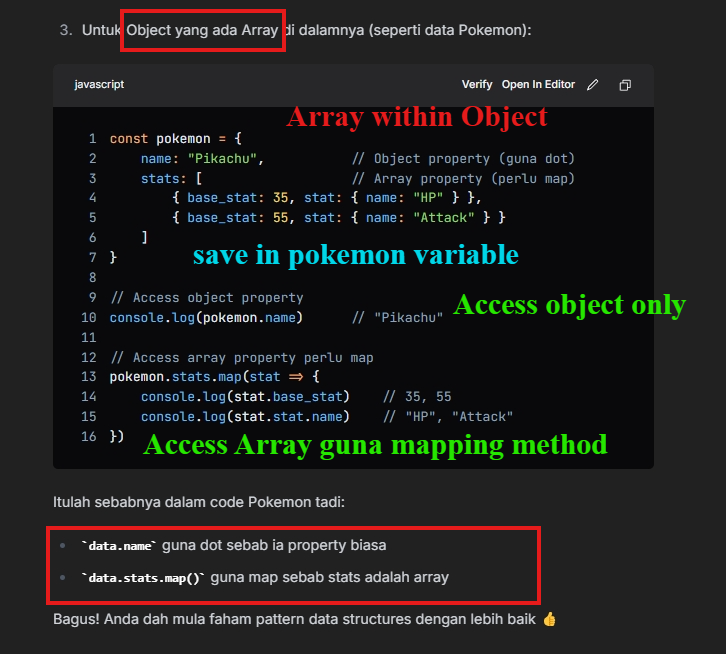 3. Untuk Object yang ada Array di dalamnya (seperti data Pokemon):
javascript Verify Open In Editor
Array within Object
1 const pokemon = {
2 name: "Pikachu", // Object property (guna dot)
3 stats: [ // Array property (perlu map)
4 { base_stat: 35, stat: { name: "HP" } },
5 { base_stat: 55, stat: { name: "Attack" } }
6 ]
7 }
save in pokemon variable
8
9 // Access object property
Access object only
10 console.log(pokemon.name) // "Pikachu"
11
12 // Access array property perlu map
13 pokemon.stats.map(stat => {
14 console.log(stat.base_stat) // 35, 55
15 console.log(stat.stat.name) // "HP", "Attack"
16 })
Access Array guna mapping method
Itulah sebabnya dalam code Pokemon tadi:
• `data.name` guna dot sebab ia property biasa
• `data.stats.map()` guna map sebab stats adalah array
Bagus! Anda dah mula faham pattern data structures dengan lebih baik 👍